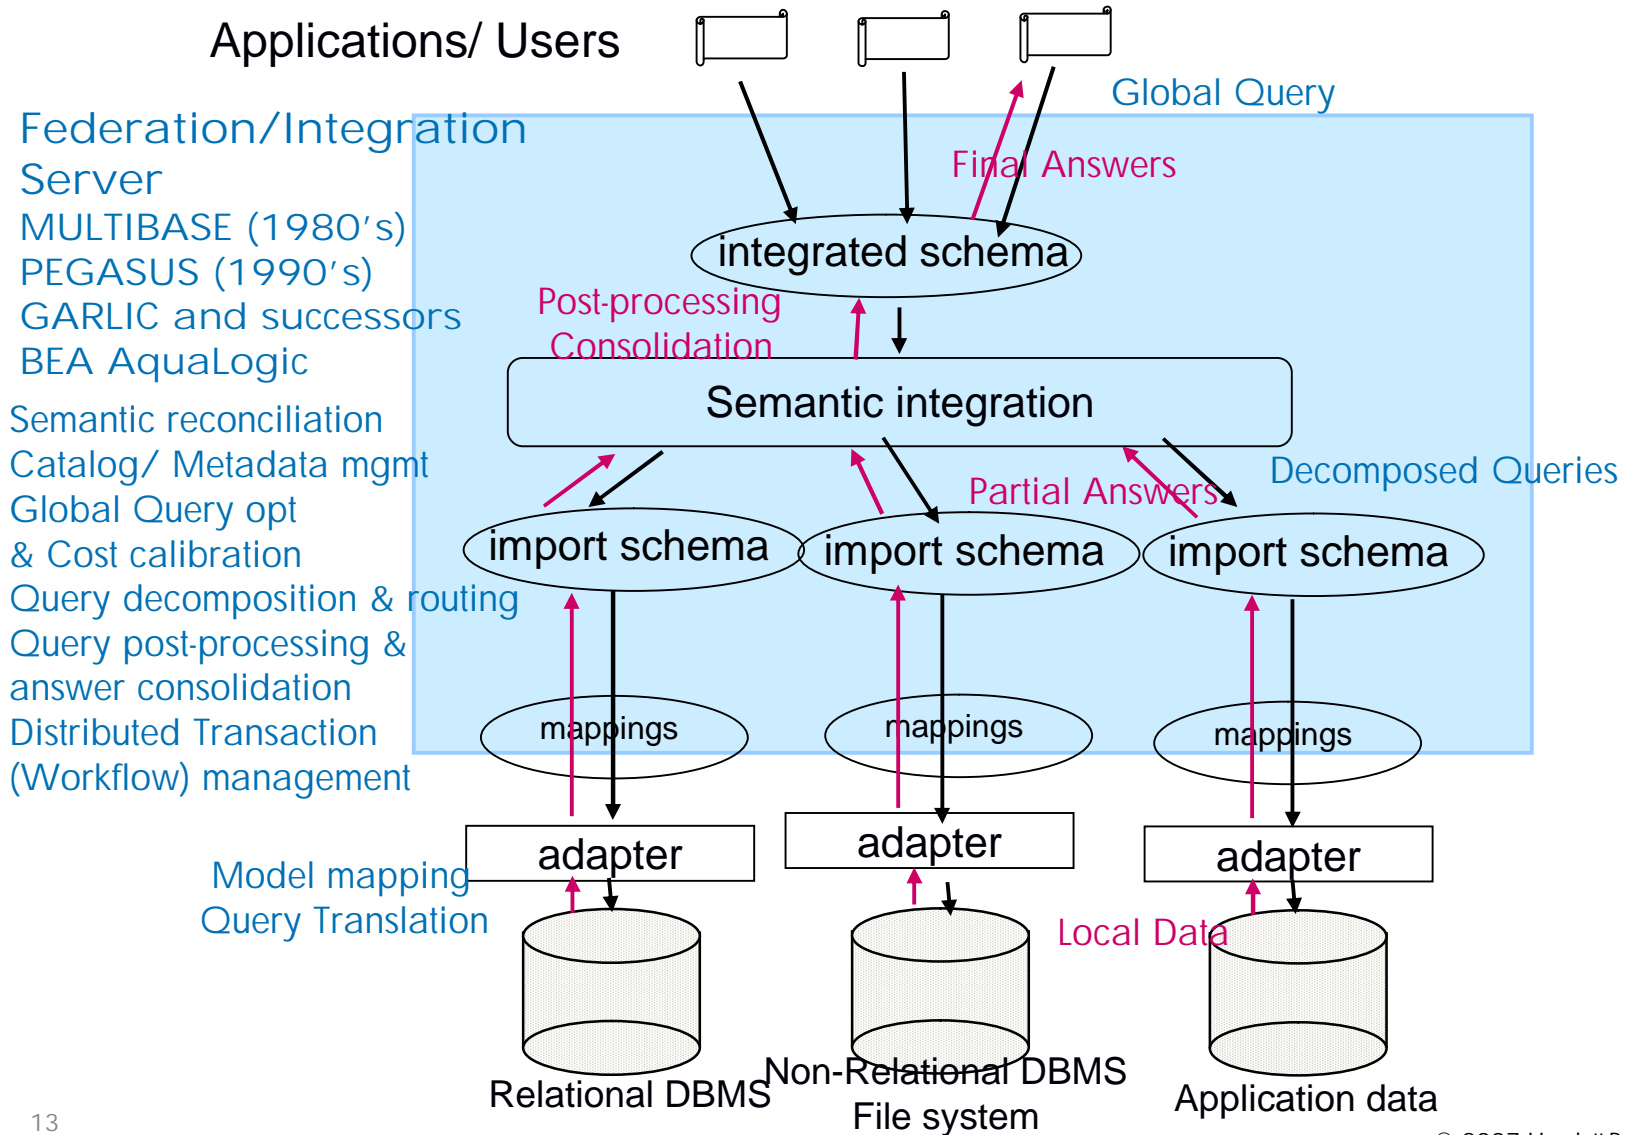 Applications/ Users
Global Query
Federation/Integration
Server
MULTIBASE (1980's)
PEGASUS (1990's)
GARLIC and successors
BEA AquaLogic
Final Answers
integrated schema
Post-processing
Consolidation
Semantic integration
Semantic reconciliation
Catalog/ Metadata mgmt
Global Query opt
& Cost calibration
Query decomposition & routing
Query post-processing &
answer consolidation
Distributed Transaction
(Workflow) management
Partial Answers
Decomposed Queries
import schema
import schema
import schema
mappings
mappings
mappings
adapter
adapter
adapter
Model mapping
Query Translation
Local Data
Relational DBMS
Non-Relational DBMS
File system
Application data
13